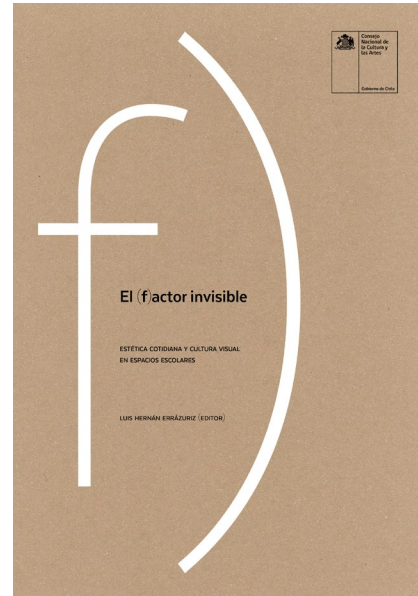 Consejo
Nacional de
la Cultura y
las Artes
Gobierno de Chile
f)
El (f)actor invisible
ESTÉTICA COTIDIANA Y CULTURA VISUAL
EN ESPACIOS ESCOLARES
LUIS HERNÁN ERRÁZURIZ (EDITOR)